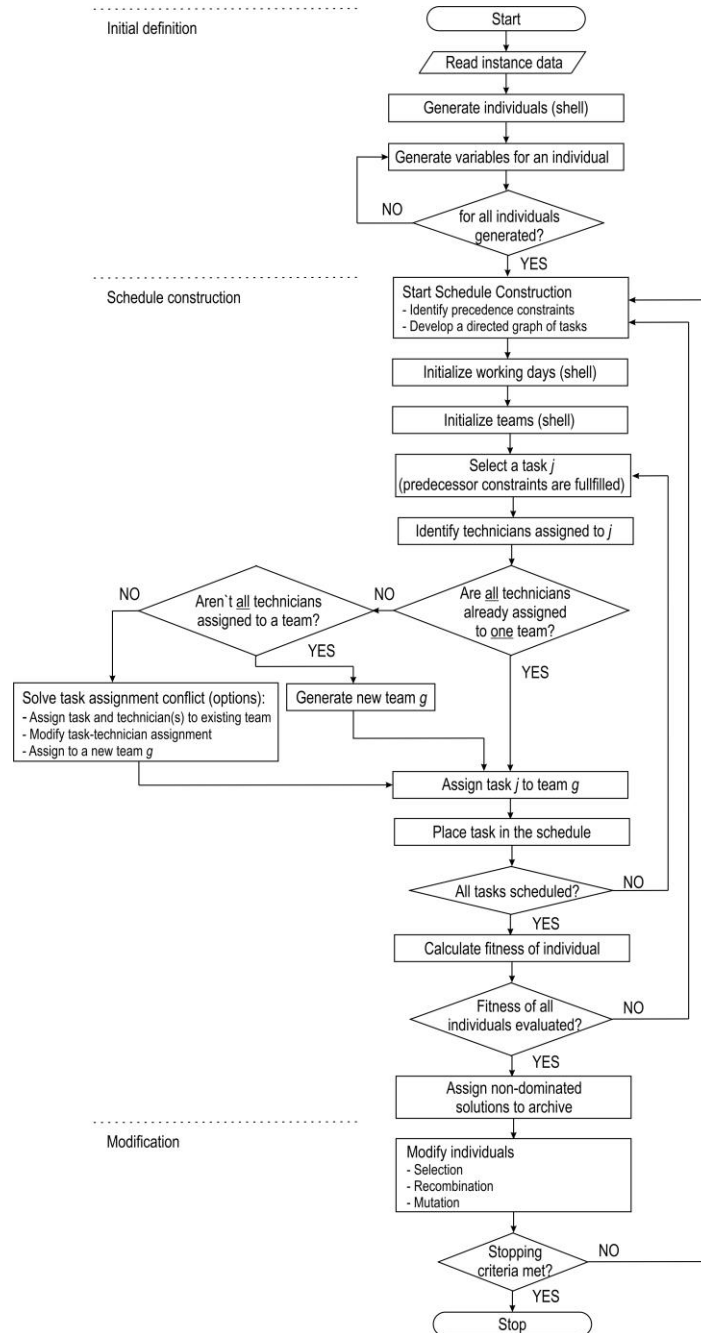 Initial definition
Start
Read instance data
Generate individuals (shell)
Generate variables for an individual
NO
for all individuals
generated?
YES
Schedule construction
Start Schedule Construction
- Identify precedence constraints
- Develop a directed graph of tasks
Initialize working days (shell)
Initialize teams (shell)
Select a task j
(predecessor constraints are fullfilled)
Identify technicians assigned to j
NO
Aren`t all technicians
assigned to a team?
NO
Are all technicians
already assigned
to one team?
YES
YES
Solve task assignment conflict (options):
- Assign task and technician(s) to existing team
- Modify task-technician assignment
- Assign to a new team g
Generate new team g
Assign task j to team g
Place task in the schedule
All tasks scheduled?
NO
YES
Calculate fitness of individual
Fitness of all
individuals evaluated?
NO
YES
Assign non-dominated
solutions to archive
Modification
Modify individuals
- Selection
- Recombination
- Mutation
Stopping
criteria met?
NO
YES
Stop